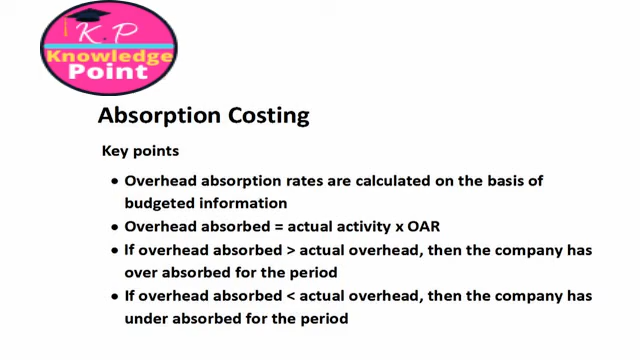 K.P
Knowledge
Point
Absorption Costing
Key points
• Overhead absorption rates are calculated on the basis of
budgeted information
• Overhead absorbed = actual activity x OAR
• If overhead absorbed > actual overhead, then the company has
over absorbed for the period
• If overhead absorbed < actual overhead, then the company has
under absorbed for the period